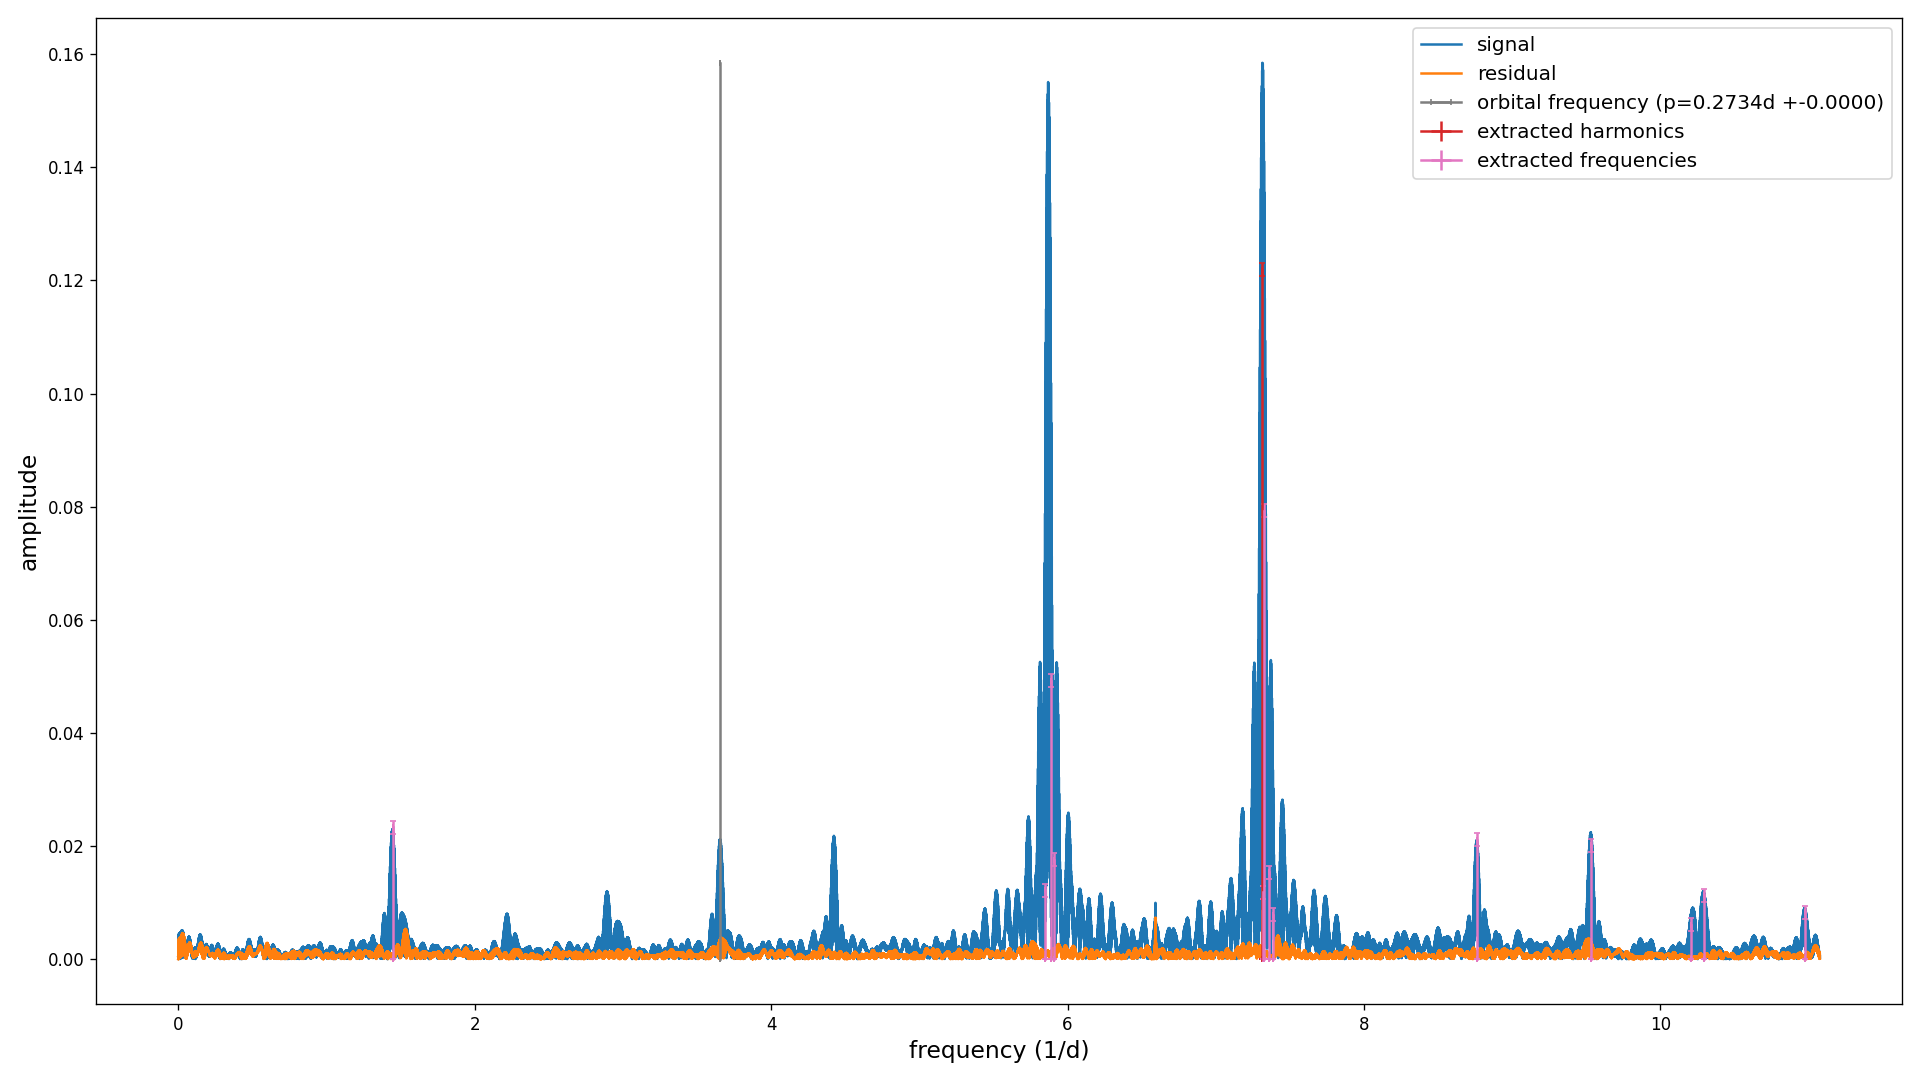 signal
residual
orbital frequency (p=0.2734d +-0.0000)
extracted harmonics
extracted frequencies
0.16
0.14
0.12
0.10
0.08
0.06
0.04
0.02
0.00
amplitude
0 2 4 6 8 10
frequency (1/d)